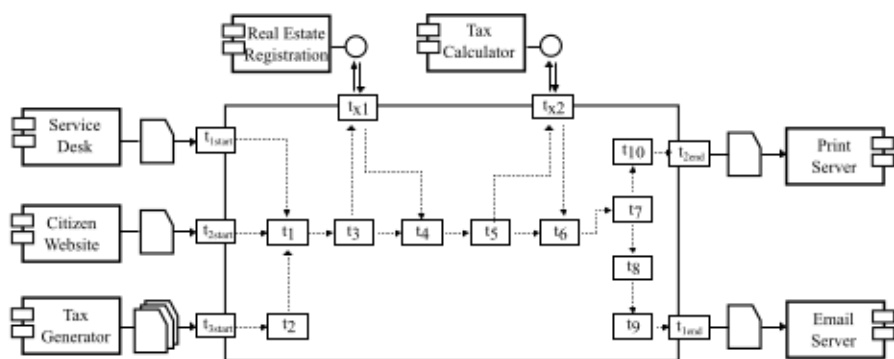 Real Estate
Registration
Tax
Calculator
tx1
tx2
Service
Desk
t1start
t10
t2end
Print
Server
Citizen
Website
t2start
t1
t3
t4
t5
t6
t7
t8
Tax
Generator
t3start
t2
t9
t1end
Email
Server